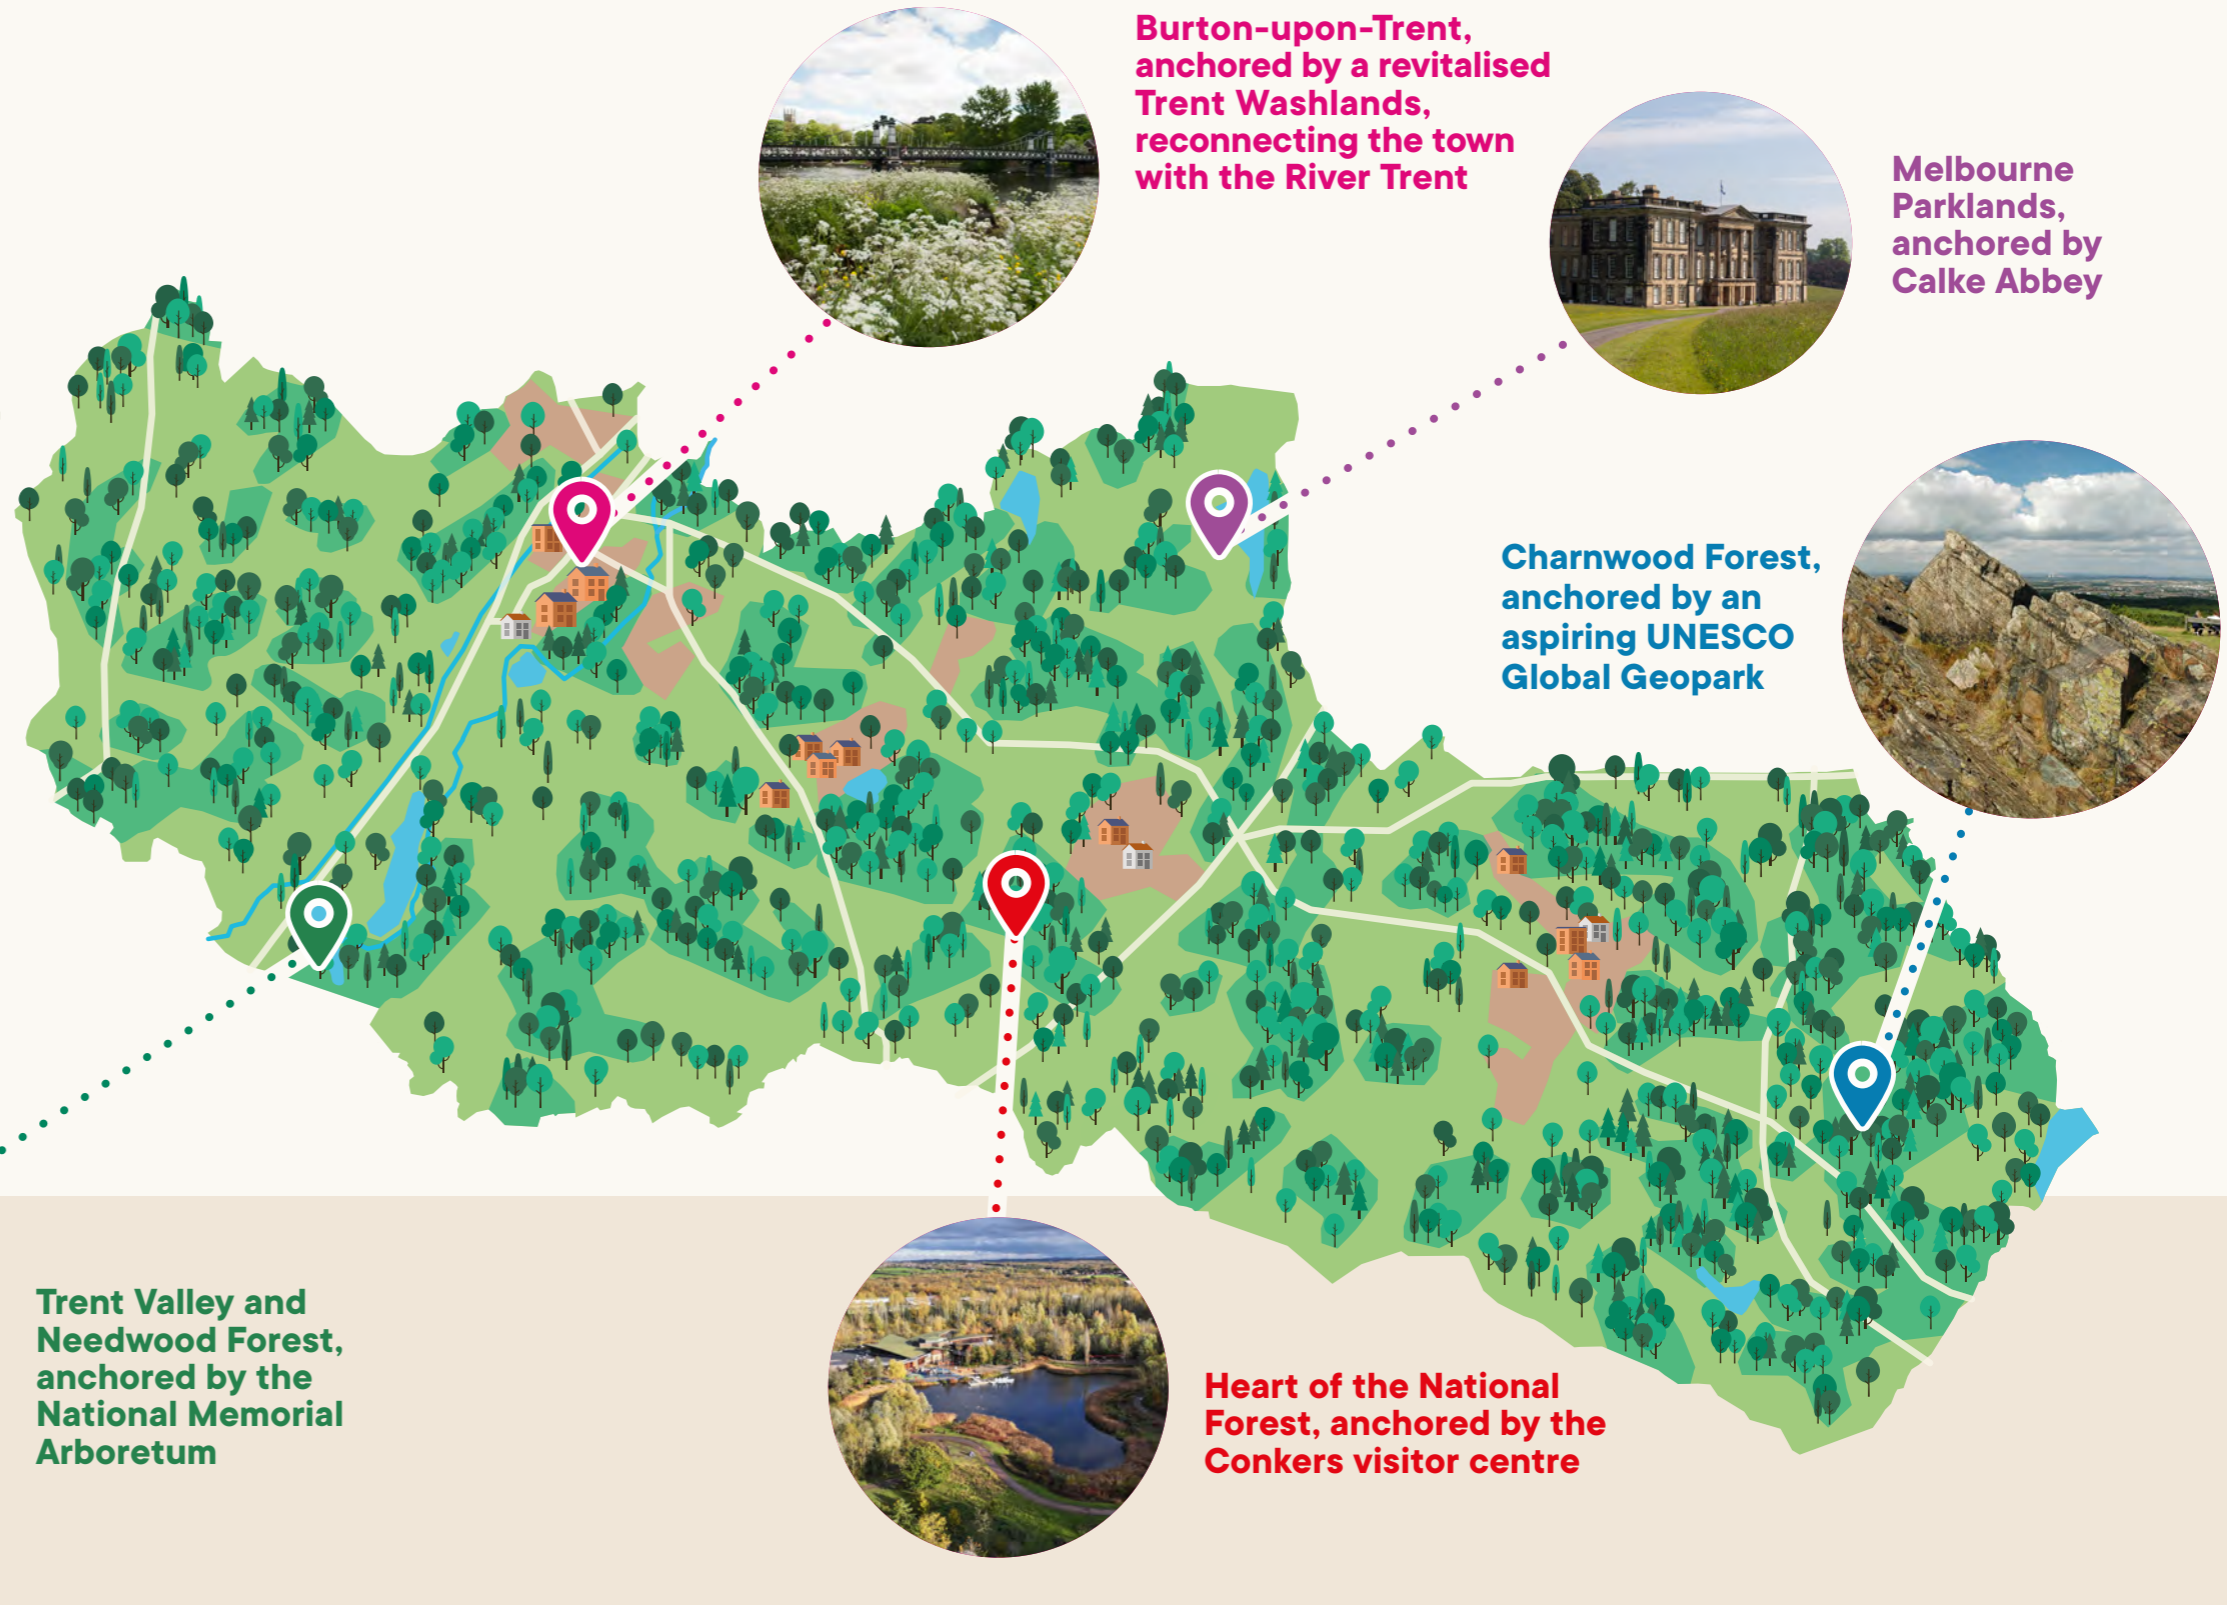 Burton-upon-Trent,
anchored by a revitalised
Trent Washlands,
reconnecting the town
with the River Trent
Melbourne
Parklands,
anchored by
Calke Abbey
Charnwood Forest,
anchored by an
aspiring UNESCO
Global Geopark
Trent Valley and
Needwood Forest,
anchored by the
National Memorial
Arboretum
Heart of the National
Forest, anchored by the
Conkers visitor centre